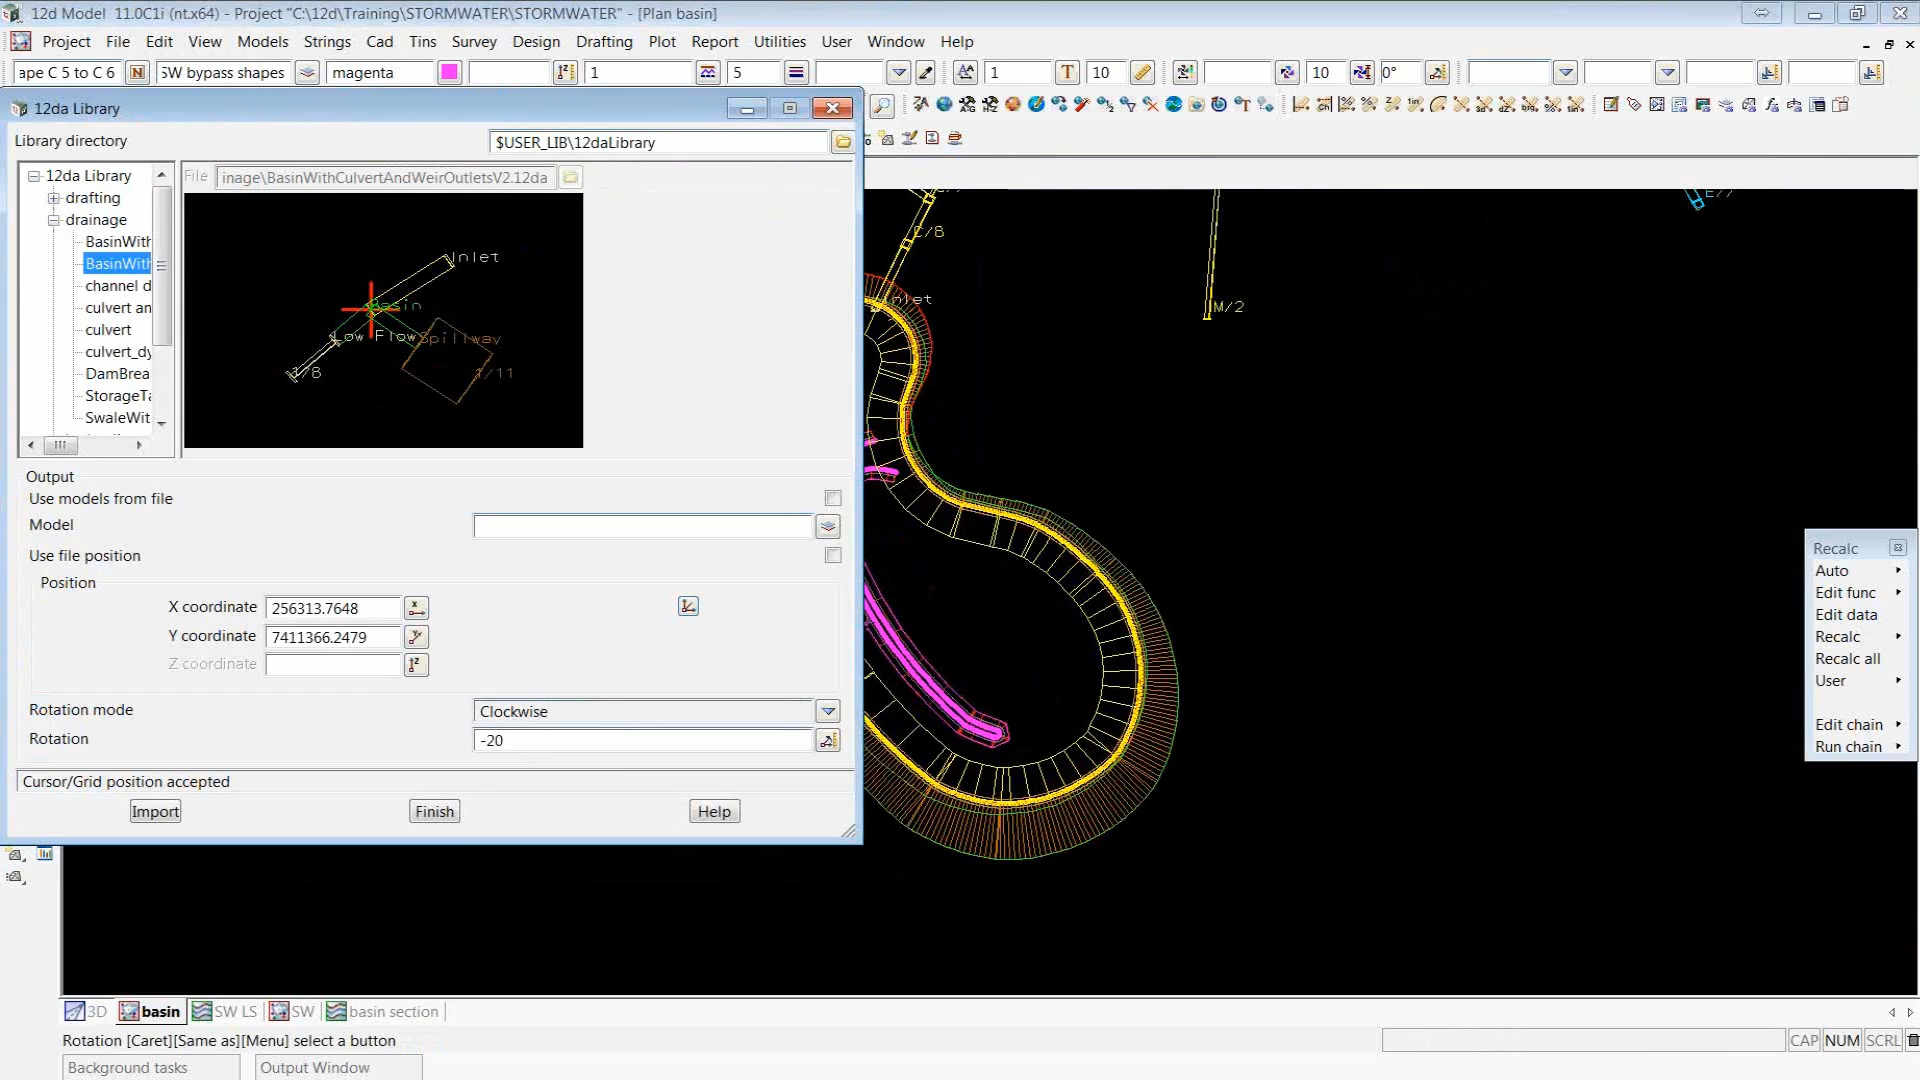 12d Model 11.0C1i (nt.x64) - Project "C:\12d\Training\STORMWATER\STORMWATER" - [Plan basin]
Project File Edit View Models Strings Cad Tins Survey Design Drafting Plot Report Utilities User Window Help
ape C 5 to C 6 N SW bypass shapes magenta 1 5 1 T 10 10 0°
12da Library
Library directory
$USER_LIB\12daLibrary
12da Library
drafting
drainage
BasinWith
BasinWith
channel d
culvert an
culvert
culvert_dy
DamBrea
StorageTa
SwaleWit
File inage\BasinWithCulvertAndWeirOutletsV2.12da
Inlet
Basin
Low Flow Spillway
1/8
1/11
Output
Use models from file
Model
Use file position
Position
X coordinate 256313.7648
Y coordinate 7411366.2479
Z coordinate
Rotation mode Clockwise
Rotation -20
Cursor/Grid position accepted
Import Finish Help
C/8
M/2
Recalc
Auto
Edit func
Edit data
Recalc
Recalc all
User
Edit chain
Run chain
3D basin SW LS SW basin section
Rotation [Caret][Same as][Menu] select a button
CAP NUM SCRL
Background tasks Output Window